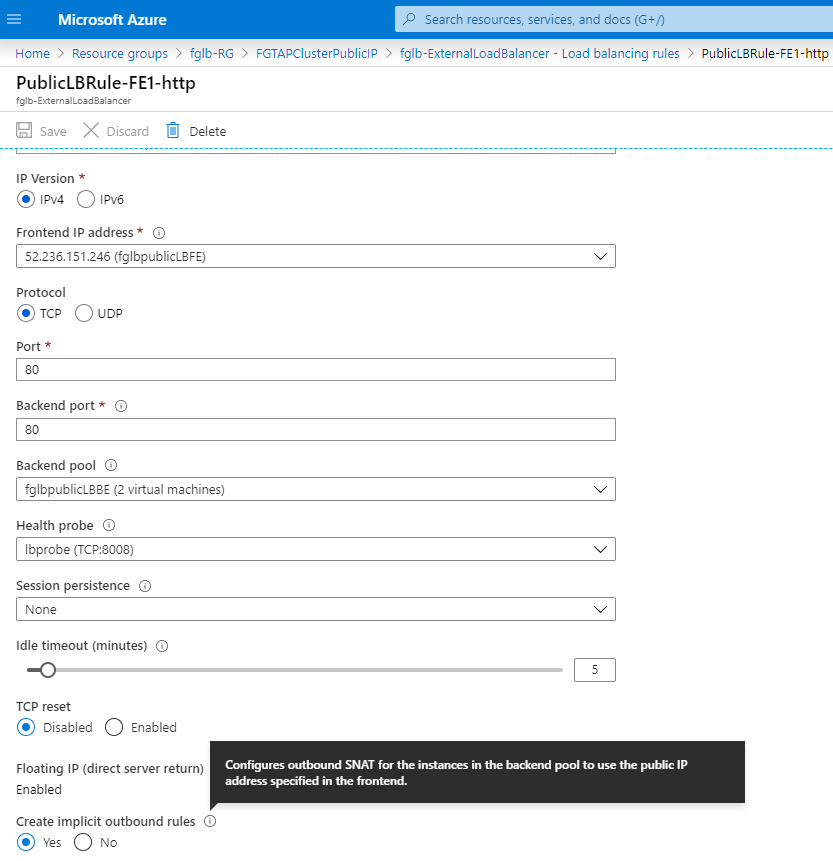 Microsoft Azure
Search resources, services, and docs (G+/)
Home > Resource groups > fglb-RG > FGTAPClusterPublicIP > fglb-ExternalLoadBalancer - Load balancing rules > PublicLBRule-FE1-http
PublicLBRule-FE1-http
fglb-ExternalLoadBalancer
Save Discard Delete
IP Version *
IPv4 IPv6
Frontend IP address *
52.236.151.246 (fglbpublicLBFE)
Protocol
TCP UDP
Port *
80
Backend port *
80
Backend pool
fglbpublicLBBE (2 virtual machines)
Health probe
lbprobe (TCP:8008)
Session persistence
None
Idle timeout (minutes)
5
TCP reset
Disabled Enabled
Configures outbound SNAT for the instances in the backend pool to use the public IP
address specified in the frontend.
Floating IP (direct server return)
Enabled
Create implicit outbound rules
Yes No